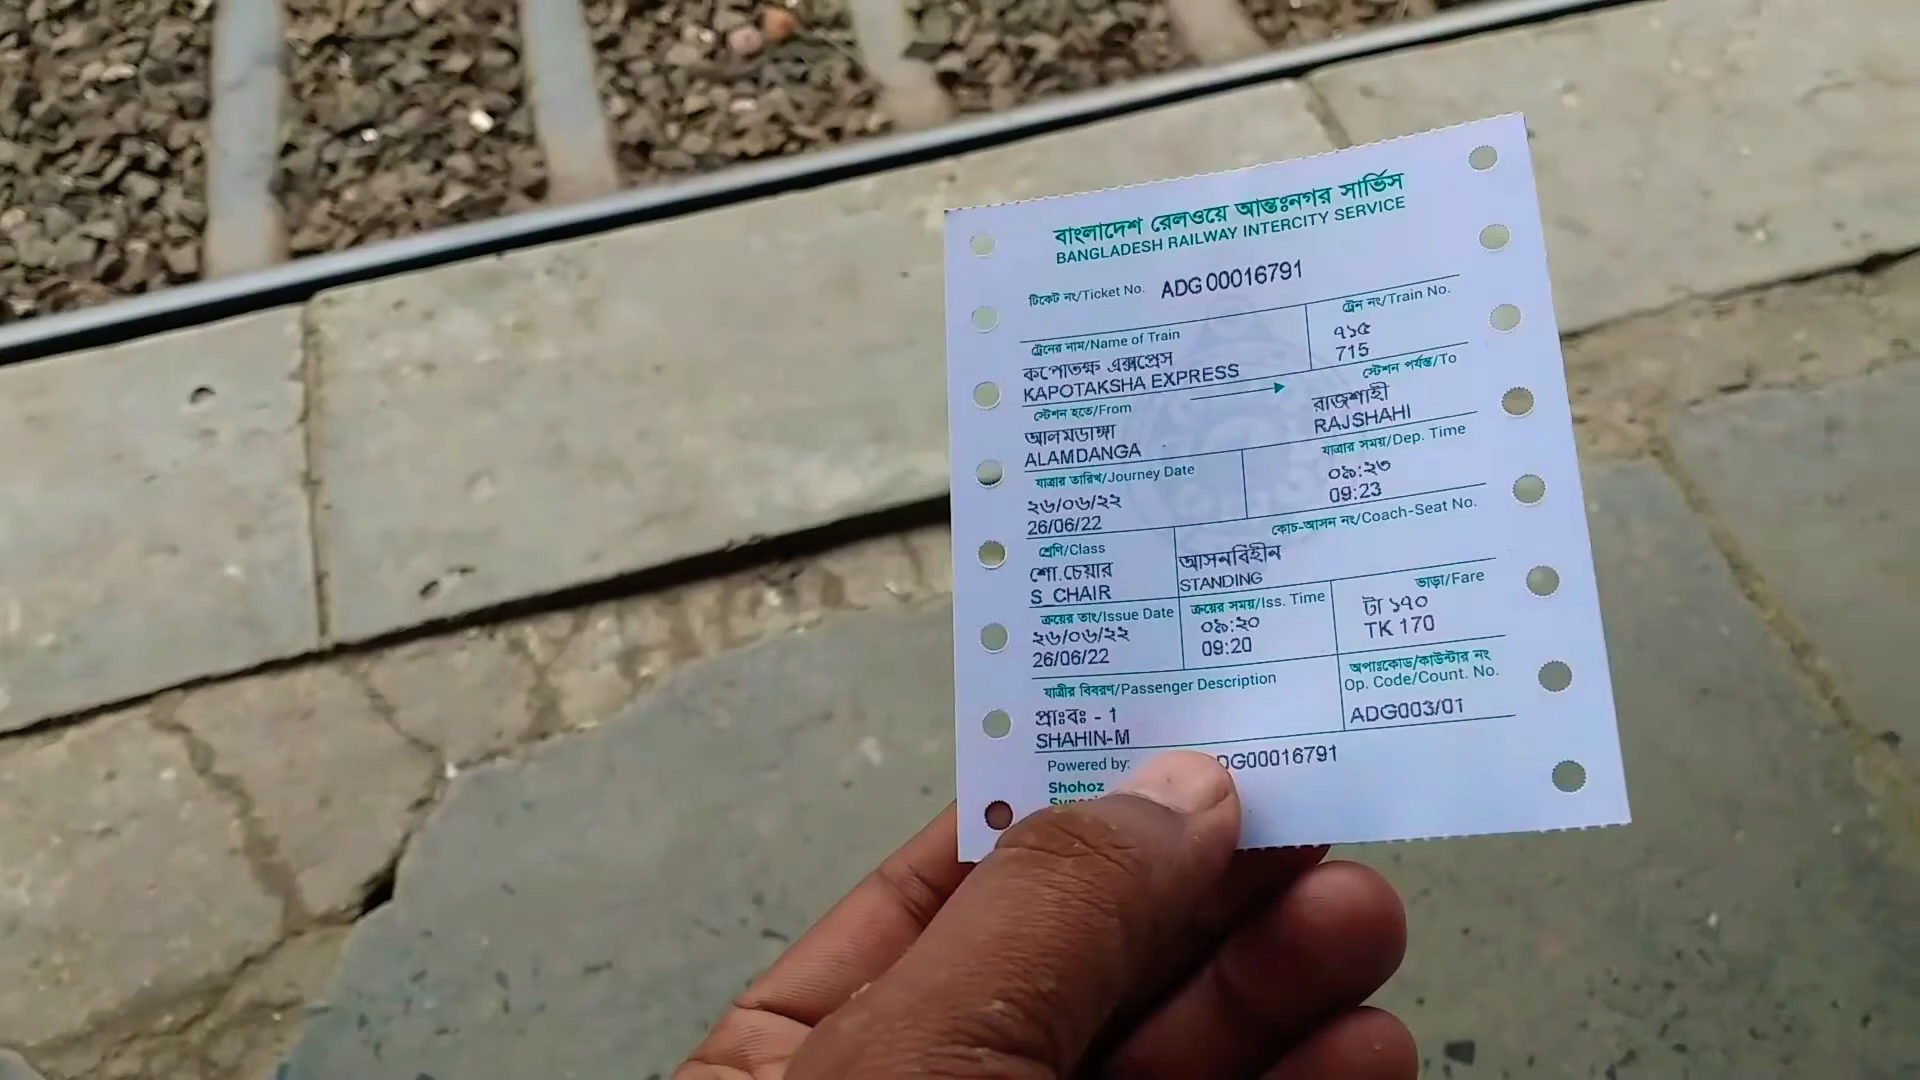 বাংলাদেশ রেলওয়ে আন্তঃনগর সার্ভিস
BANGLADESH RAILWAY INTERCITY SERVICE
টিকেট নং/Ticket No. ADG 00016791
ট্রেনের নাম/Name of Train
কপোতক্ষ এক্সপ্রেস
KAPOTAKSHA EXPRESS
ট্রেন নং/Train No.
৭১৫
715
স্টেশন হতে/From
আলমডাঙ্গা
ALAMDANGA
স্টেশন পর্যন্ত/To
রাজশাহী
RAJSHAHI
যাত্রার তারিখ/Journey Date
২৬/০৬/২২
26/06/22
যাত্রার সময়/Dep. Time
০৯:২৩
09:23
শ্রেণি/Class
শো.চেয়ার
S_CHAIR
কোচ-আসন নং/Coach-Seat No.
আসনবিহীন
STANDING
ক্রয়ের তাং/Issue Date
২৬/০৬/২২
26/06/22
ক্রয়ের সময়/Iss. Time
০৯:২০
09:20
ভাড়া/Fare
টা ১৭০
TK 170
যাত্রীর বিবরণ/Passenger Description
প্রাঃবঃ - 1
SHAHIN-M
অপাঃকোড/কাউন্টার নং
Op. Code/Count. No.
ADG003/01
Powered by:
Shohoz
DG00016791